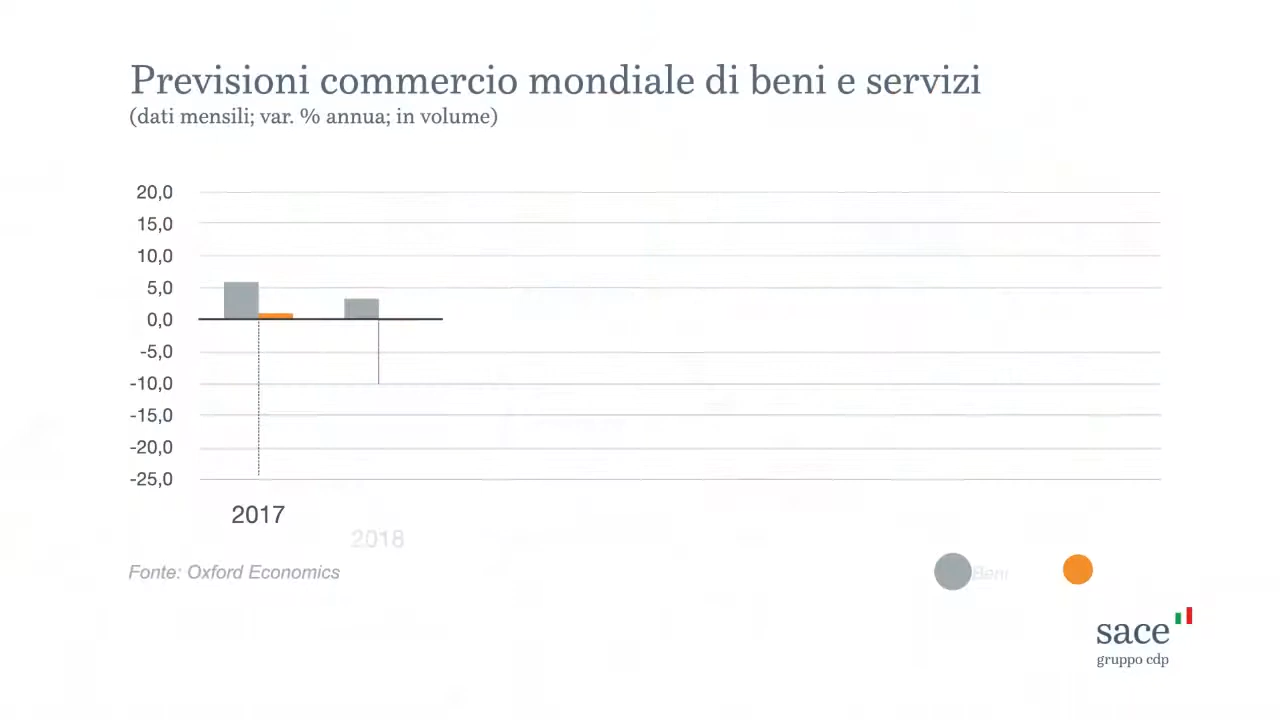 Previsioni commercio mondiale di beni e servizi
(dati mensili; var. % annua; in volume)
20,0
15,0
10,0
5,0
0,0
-5,0
-10,0
-15,0
-20,0
-25,0
2017
2018
Fonte: Oxford Economics
Beni
sace
gruppo cdp